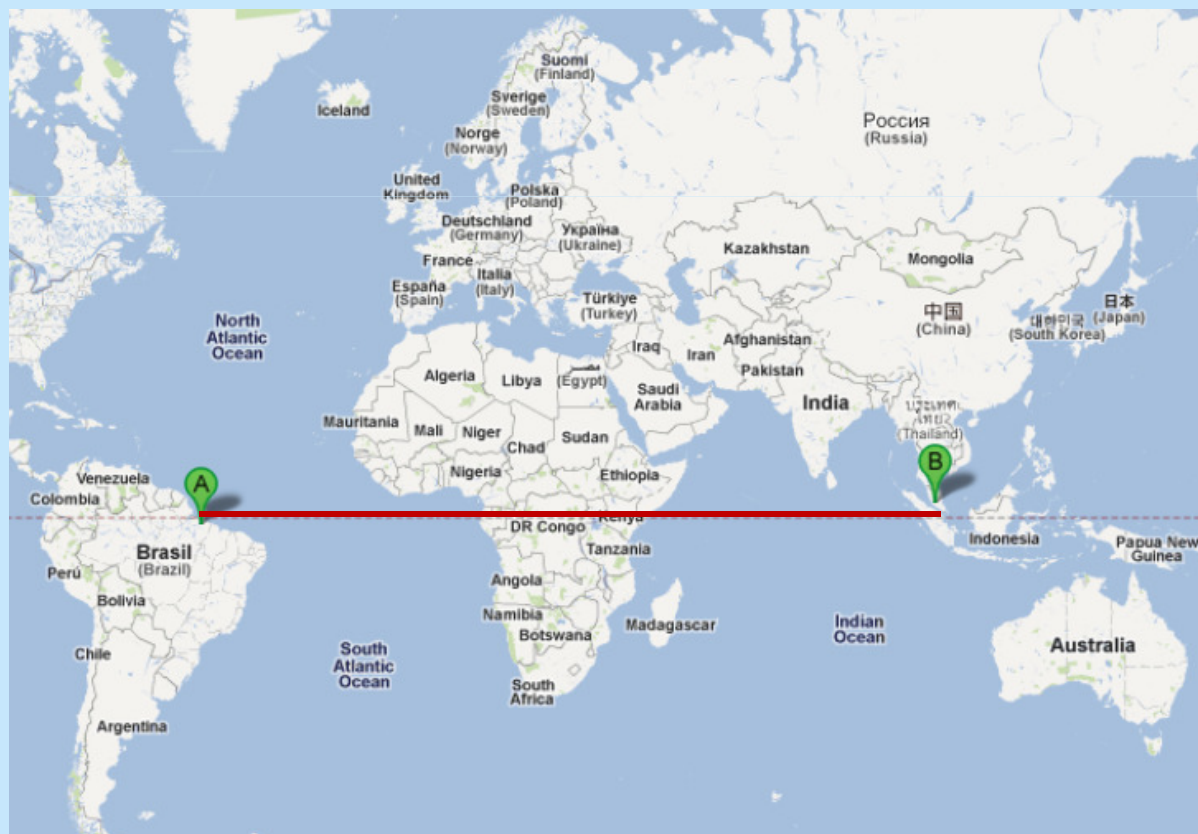 Suomi
(Finland)
Iceland
Sverige
(Sweden)
Россия
(Russia)
Norge
(Norway)
United
Kingdom
Polska
(Poland)
Deutschland
(Germany)
Україна
(Ukraine)
Kazakhstan
Mongolia
France
Italia
(Italy)
España
(Spain)
Türkiye
(Turkey)
中国
(China)
日本
(Japan)
대한민국
(South Korea)
North
Atlantic
Ocean
Afghanistan
Iraq
Iran
Pakistan
Algeria
Libya
(Egypt)
Saudi
Arabia
India
(Thailand)
Mauritania
Mali
Niger
Chad
Sudan
Nigeria
Ethiopia
Venezuela
Colombia
A
B
DR Congo
Kenya
Indonesia
Papua New
Guinea
Brasil
(Brazil)
Tanzania
Perú
Bolivia
Angola
Namibia
Botswana
Madagascar
Indian
Ocean
Australia
Chile
South
Atlantic
Ocean
South
Africa
Argentina